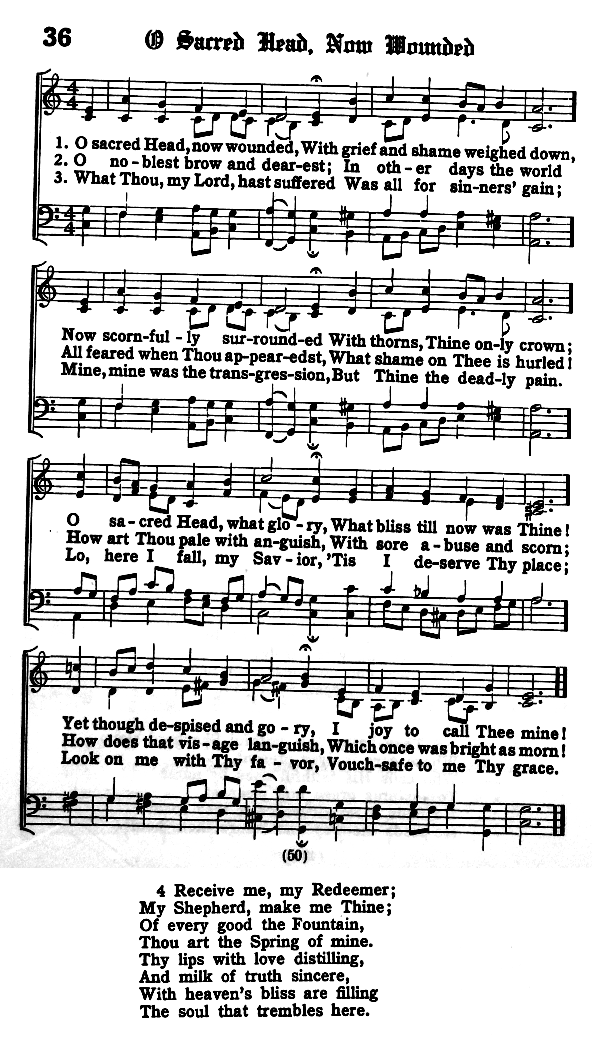 36 O Sacred Head, Now Wounded
1. O sacred Head, now wounded, With grief and shame weighed down,
2. O no-blest brow and dear-est; In oth-er days the world
3. What Thou, my Lord, hast suffered Was all for sin-ners' gain;
Now scorn-ful-ly sur-round-ed With thorns, Thine on-ly crown;
All feared when Thou ap-pear-edst, What shame on Thee is hurled!
Mine, mine was the trans-gres-sion, But Thine the dead-ly pain.
O sa-cred Head, what glo-ry, What bliss till now was Thine!
How art Thou pale with an-guish, With sore a-buse and scorn;
Lo, here I fall, my Sav-ior, 'Tis I de-serve Thy place;
Yet though de-spised and go-ry, I joy to call Thee mine!
How does that vis-age lan-guish, Which once was bright as morn!
Look on me with Thy fa-vor, Vouch-safe to me Thy grace.
(50)
4 Receive me, my Redeemer;
My Shepherd, make me Thine;
Of every good the Fountain,
Thou art the Spring of mine.
Thy lips with love distilling,
And milk of truth sincere,
With heaven's bliss are filling
The soul that trembles here.